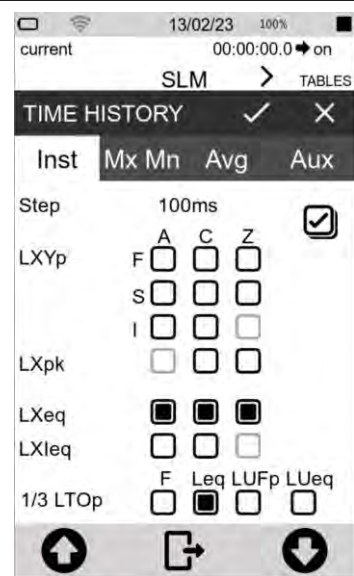 13/02/23 100%
current 00:00:00.0 → on
SLM > TABLES
TIME HISTORY
Inst Mx Mn Avg Aux
Step 100ms
A C Z
LXYp F
S
I
LXpk
LXeq
LXIeq
F Leq LUFp LUeq
1/3 LTOp